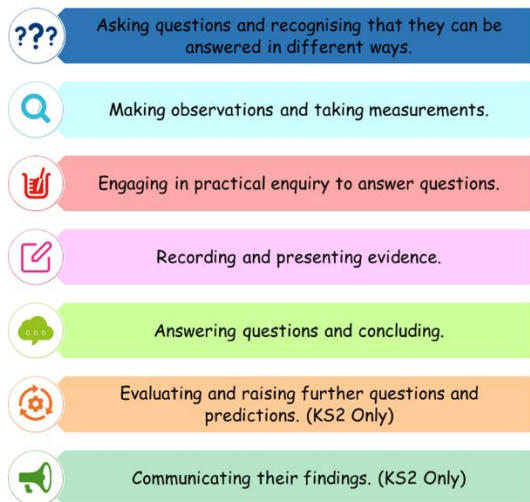 ???
Asking questions and recognising that they can be
answered in different ways.
Making observations and taking measurements.
Engaging in practical enquiry to answer questions.
Recording and presenting evidence.
Answering questions and concluding.
Evaluating and raising further questions and
predictions. (KS2 Only)
Communicating their findings. (KS2 Only)